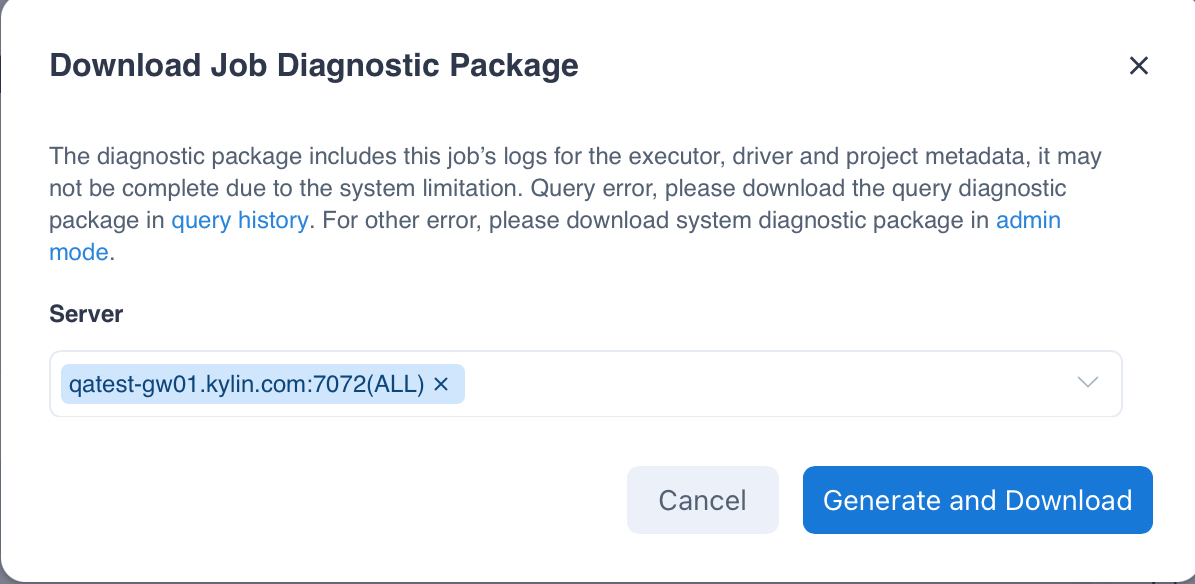 Download Job Diagnostic Package
The diagnostic package includes this job’s logs for the executor, driver and project metadata, it may
not be complete due to the system limitation. Query error, please download the query diagnostic
package in query history. For other error, please download system diagnostic package in admin
mode.
Server
qatest-gw01.kylin.com:7072(ALL)
Cancel
Generate and Download